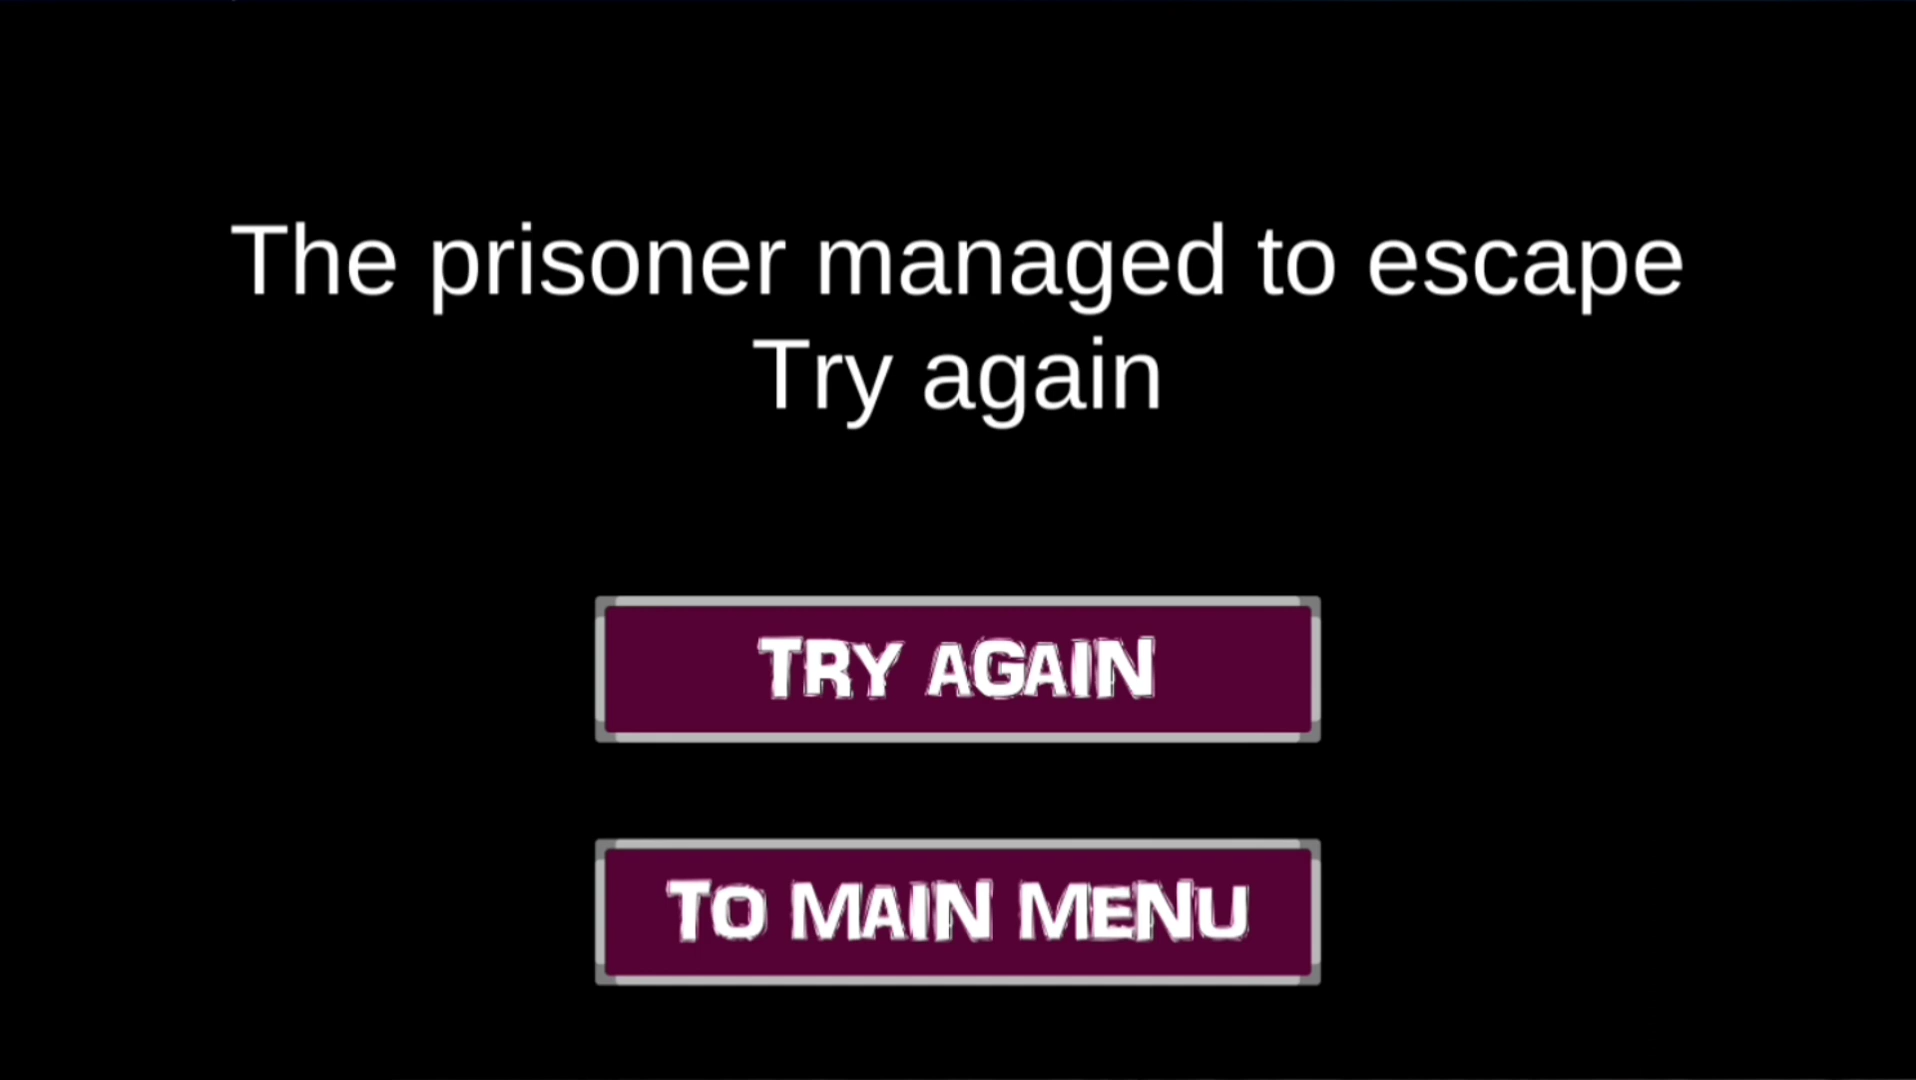 The prisoner managed to escape
Try again
TRY AGAIN
TO MAIN MENU